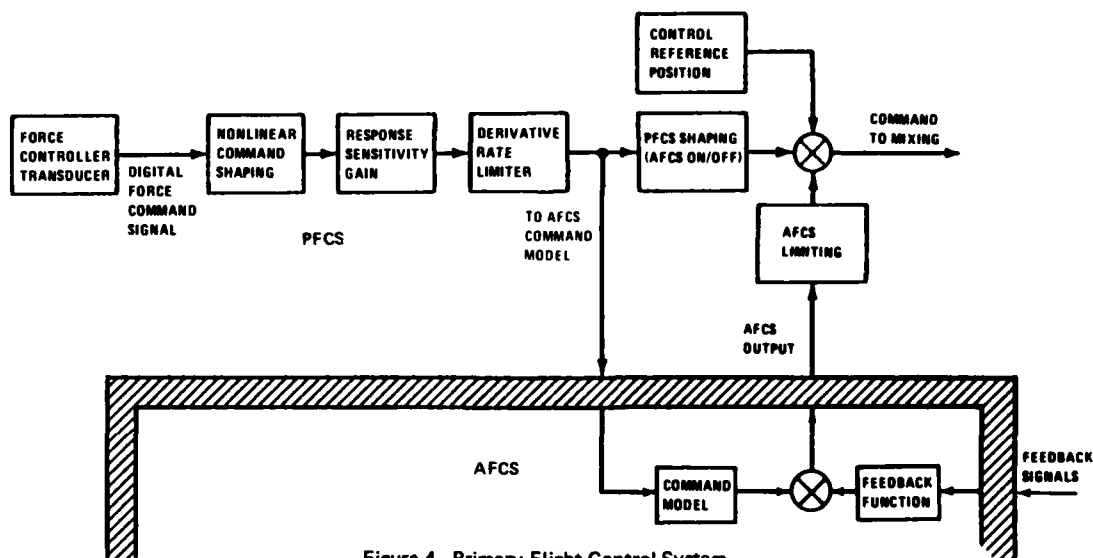 CONTROL
REFERENCE
POSITION
FORCE
CONTROLLER
TRANSDUCER
DIGITAL
FORCE
COMMAND
SIGNAL
NONLINEAR
COMMAND
SHAPING
RESPONSE
SENSITIVITY
GAIN
DERIVATIVE
RATE
LIMITER
PFCS SHAPING
(AFCS ON/OFF)
COMMAND
TO MIXING
PFCS
TO AFCS
COMMAND
MODEL
AFCS
LIMITING
AFCS
OUTPUT
AFCS
COMMAND
MODEL
FEEDBACK
FUNCTION
FEEDBACK
SIGNALS
Figure 4. Primary Flight Control System